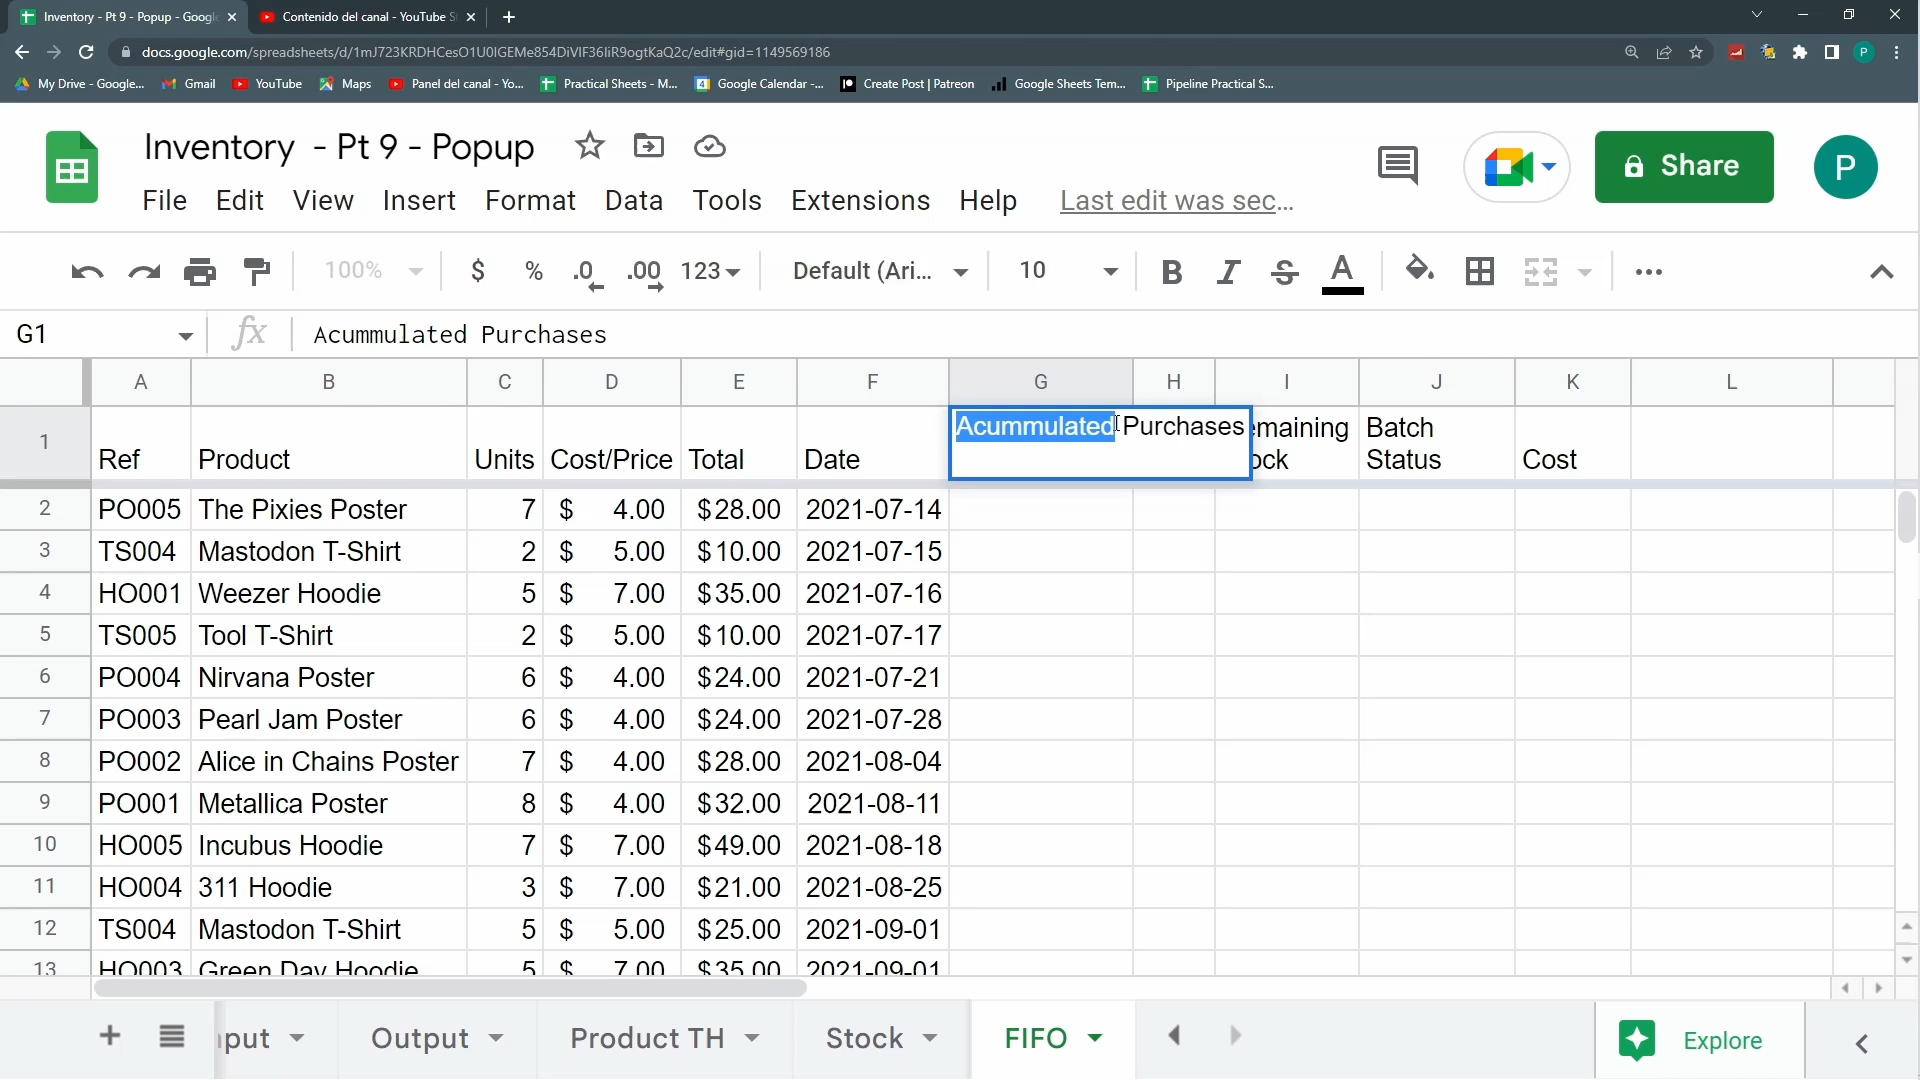 Inventory - Pt 9 - Popup - Googl
Contenido del canal - YouTube S
docs.google.com/spreadsheets/d/1mJ723KRDHCesO1U0lGEMe854DiVlF36IiR9ogtKaQ2c/edit#gid=1149569186
My Drive - Google... Gmail YouTube Maps Panel del canal - Yo... Practical Sheets - M... Google Calendar -... Create Post | Patreon Google Sheets Tem... Pipeline Practical S...
Inventory - Pt 9 - Popup
Share
P
File Edit View Insert Format Data Tools Extensions Help Last edit was sec...
100% $ % .0 .00 123 Default (Ari... 10 B I S A
G1 fx Acummulated Purchases
A B C D E F G H I J K L
1 Ref Product Units Cost/Price Total Date Acummulated Purchases
emaining
ock
Batch
Status
Cost
2 PO005 The Pixies Poster 7 $ 4.00 $28.00 2021-07-14
3 TS004 Mastodon T-Shirt 2 $ 5.00 $10.00 2021-07-15
4 HO001 Weezer Hoodie 5 $ 7.00 $35.00 2021-07-16
5 TS005 Tool T-Shirt 2 $ 5.00 $10.00 2021-07-17
6 PO004 Nirvana Poster 6 $ 4.00 $24.00 2021-07-21
7 PO003 Pearl Jam Poster 6 $ 4.00 $24.00 2021-07-28
8 PO002 Alice in Chains Poster 7 $ 4.00 $28.00 2021-08-04
9 PO001 Metallica Poster 8 $ 4.00 $32.00 2021-08-11
10 HO005 Incubus Hoodie 7 $ 7.00 $49.00 2021-08-18
11 HO004 311 Hoodie 3 $ 7.00 $21.00 2021-08-25
12 TS004 Mastodon T-Shirt 5 $ 5.00 $25.00 2021-09-01
13 HO003 Green Day Hoodie 5 $ 7.00 $35.00 2021-09-01
put Output Product TH Stock FIFO Explore